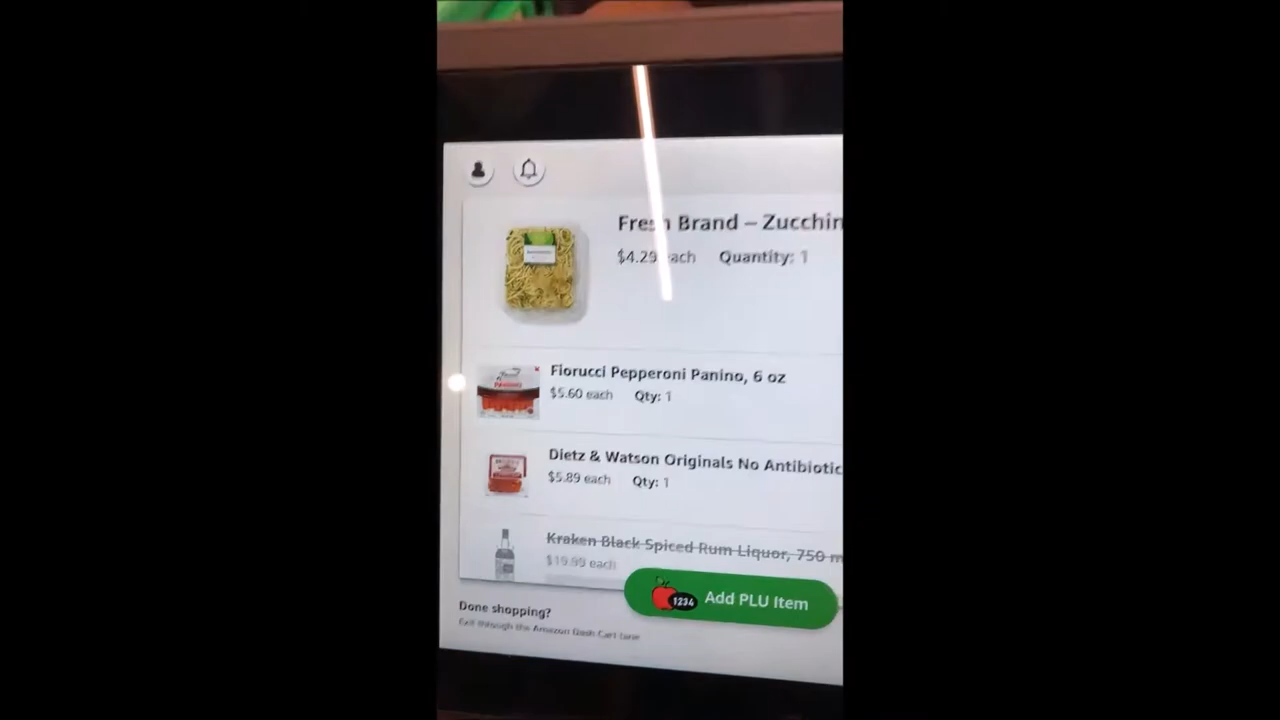 Fresh Brand – Zucchin
$4.29 each Quantity: 1
Fiorucci Pepperoni Panino, 6 oz
$5.60 each Qty: 1
Dietz & Watson Originals No Antibiotic
$5.89 each Qty: 1
Kraken Black Spiced Rum Liquor, 750 m
$19.99 each
1234 Add PLU Item
Done shopping?
Exit through the Amazon Dash Cart lane